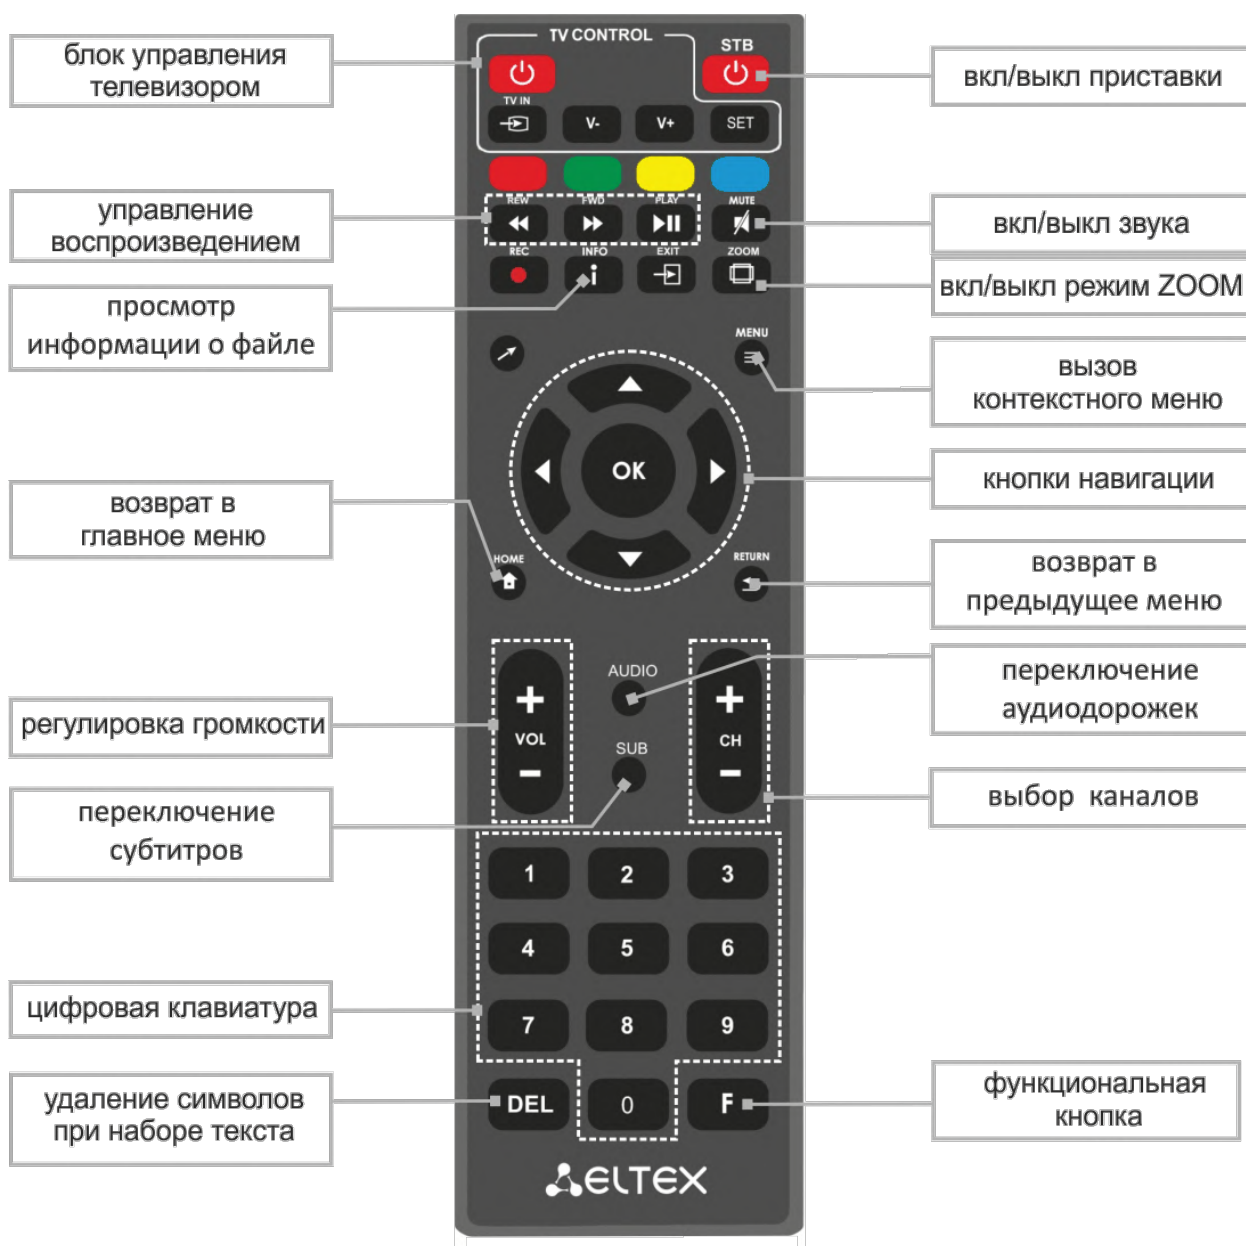 блок управления
телевизором
управление
воспроизведением
просмотр
информации о файле
возврат в
главное меню
регулировка громкости
переключение
субтитров
цифровая клавиатура
удаление символов
при наборе текста
TV CONTROL
STB
TV IN
V-
V+
SET
REW
FWD
PLAY
MUTE
REC
INFO
EXIT
ZOOM
i
MENU
OK
HOME
RETURN
AUDIO
+
VOL
-
SUB
+
CH
-
1 2 3
4 5 6
7 8 9
DEL 0 F
ELTEX
вкл/выкл приставки
вкл/выкл звука
вкл/выкл режим ZOOM
вызов
контекстного меню
кнопки навигации
возврат в
предыдущее меню
переключение
аудиодорожек
выбор каналов
функциональная
кнопка